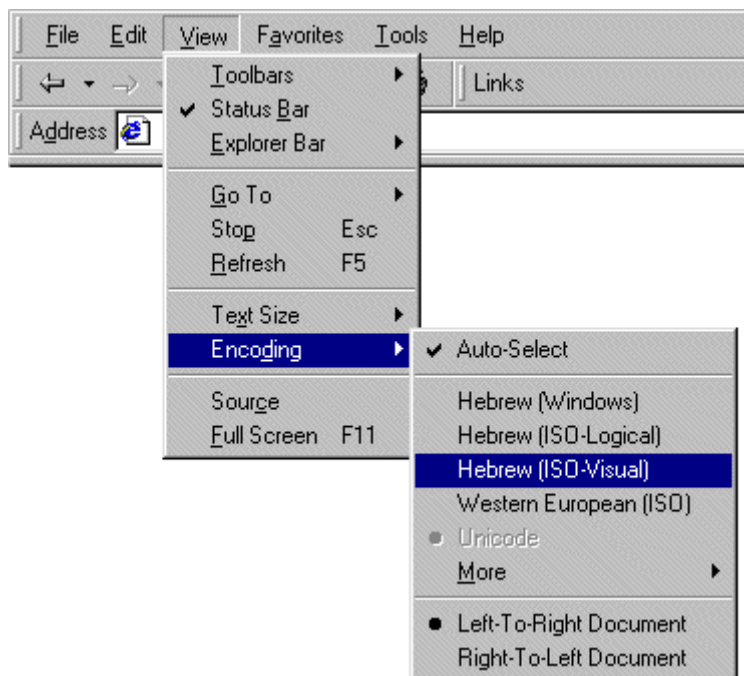 File Edit View Favorites Tools Help
Links
Address
Toolbars
Status Bar
Explorer Bar
Go To
Stop Esc
Refresh F5
Text Size
Encoding
Source
Full Screen F11
Auto-Select
Hebrew (Windows)
Hebrew (ISO-Logical)
Hebrew (ISO-Visual)
Western European (ISO)
Unicode
More
Left-To-Right Document
Right-To-Left Document